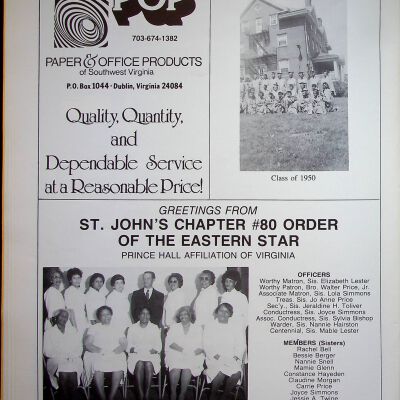 POP
703-674-1382
PAPER & OFFICE PRODUCTS
of Southwest Virginia
P.O. Box 1044 • Dublin, Virginia 24084
Quality, Quantity,
and
Dependable Service
at a Reasonable Price!
Class of 1950
GREETINGS FROM
ST. JOHN'S CHAPTER #80 ORDER
OF THE EASTERN STAR
PRINCE HALL AFFILIATION OF VIRGINIA
OFFICERS
Worthy Matron, Sis. Elizabeth Lester
Worthy Patron, Bro. Walter Price, Jr.
Associate Matron, Sis. Lola Simmons
Treas. Sis. Jo Anne Price
Sec'y., Sis. Jeraldine H. Toliver
Conductress, Sis. Joyce Simmons
Assoc. Conductress, Sis. Sylvia Bishop
Warder, Sis. Nannie Hairston
Centennial, Sis. Mable Lester
MEMBERS (Sisters)
Rachel Bell
Bessie Berger
Nannie Snell
Mamie Glenn
Constance Hayeden
Claudine Morgan
Carrie Price
Joyce Simmons
Jessie A. Twine